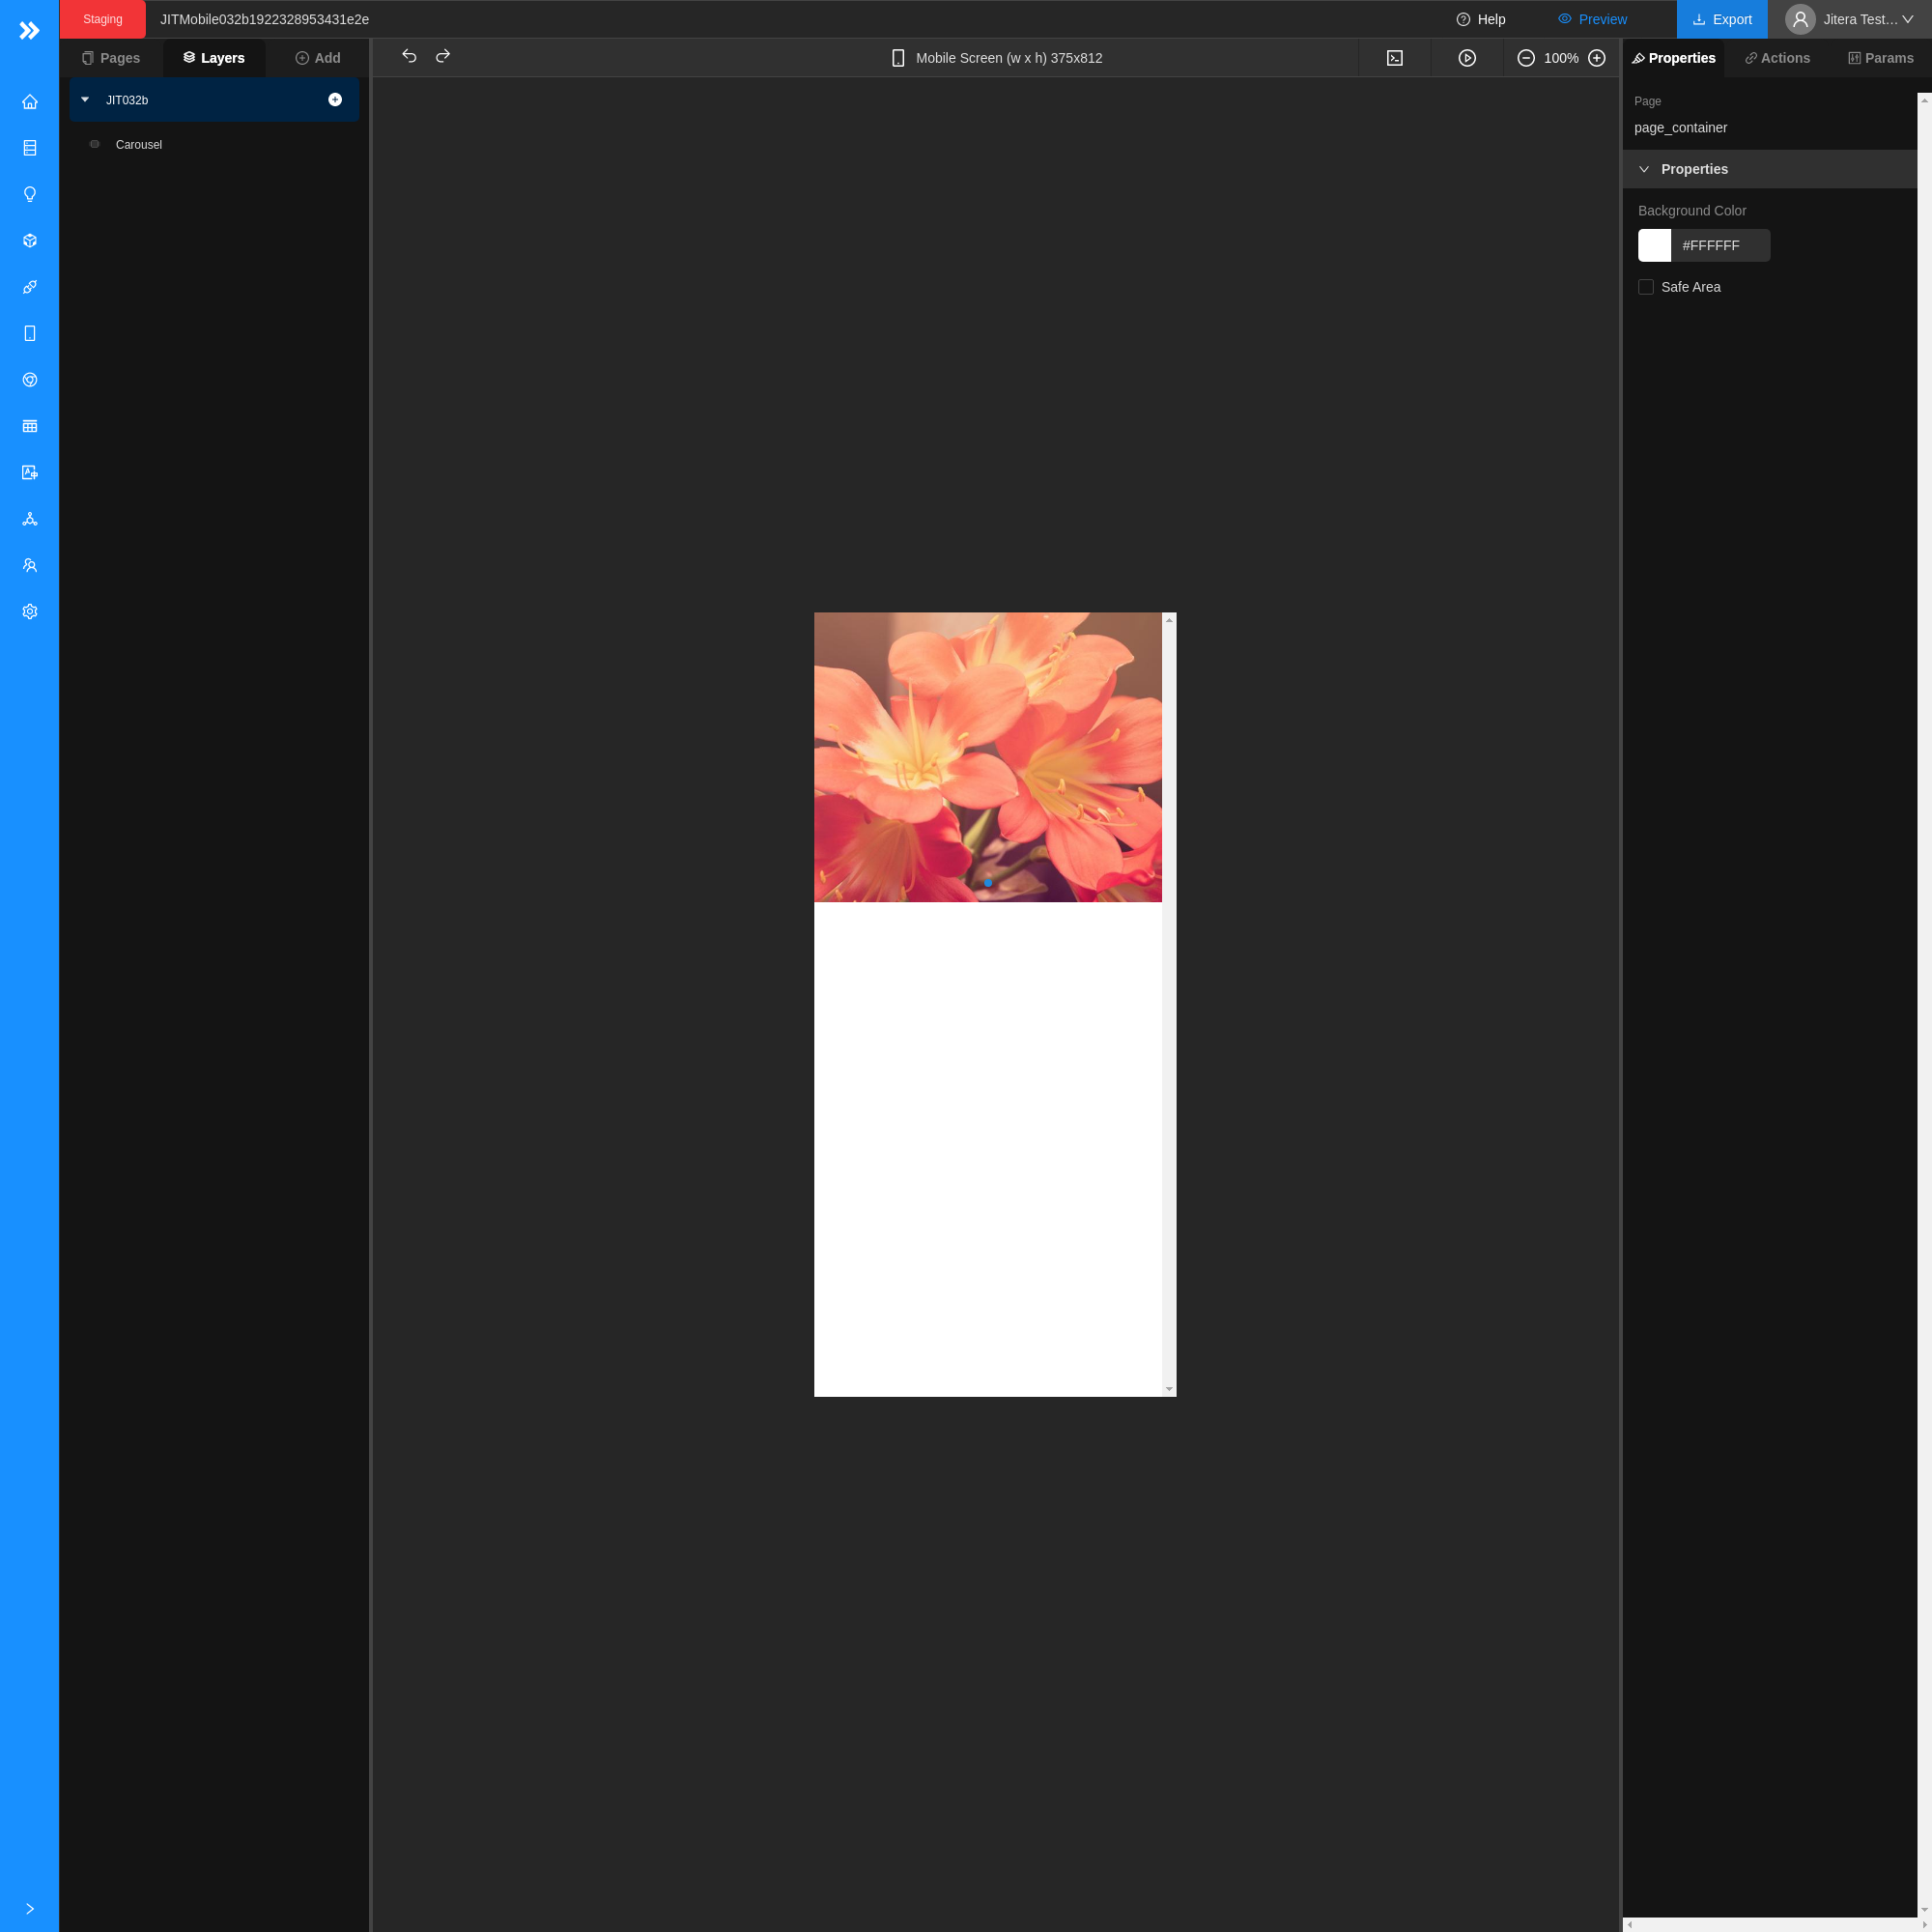 Staging
JITMobile032b1922328953431e2e
Help
Preview
Export
Jitera Test…
Pages
Layers
Add
Mobile Screen (w x h) 375x812
100%
Properties
Actions
Params
JIT032b
Carousel
Page
page_container
Properties
Background Color
#FFFFFF
Safe Area